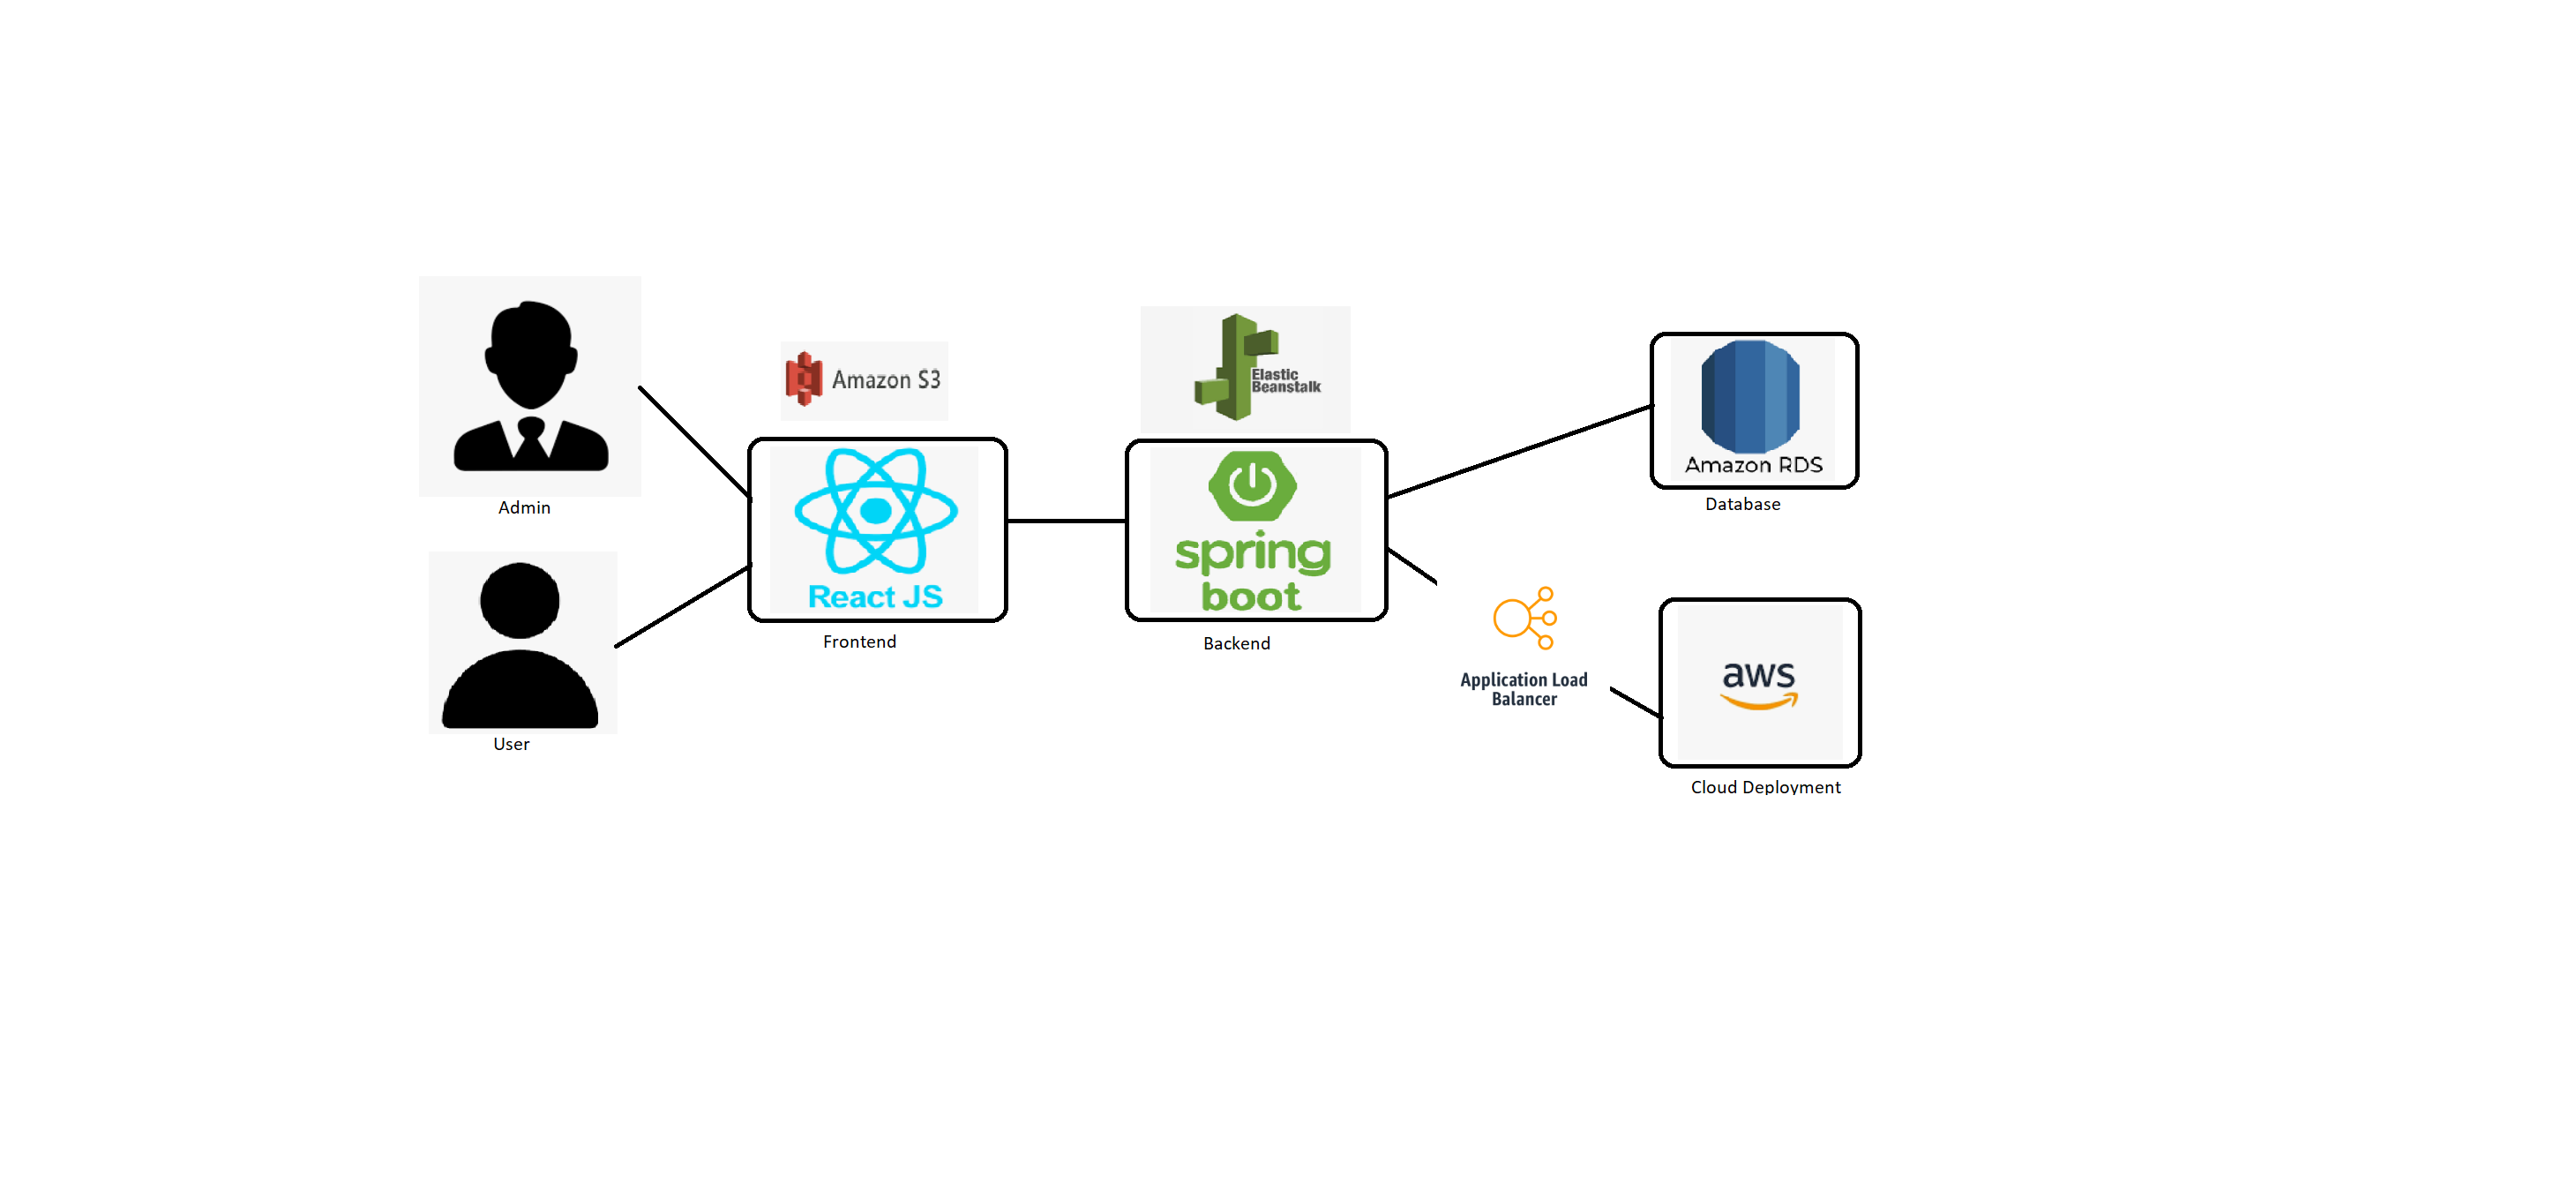 Admin
User
Amazon S3
React JS
Frontend
Elastic
Beanstalk
spring
boot
Backend
Amazon RDS
Database
Application Load
Balancer
aws
Cloud Deployment